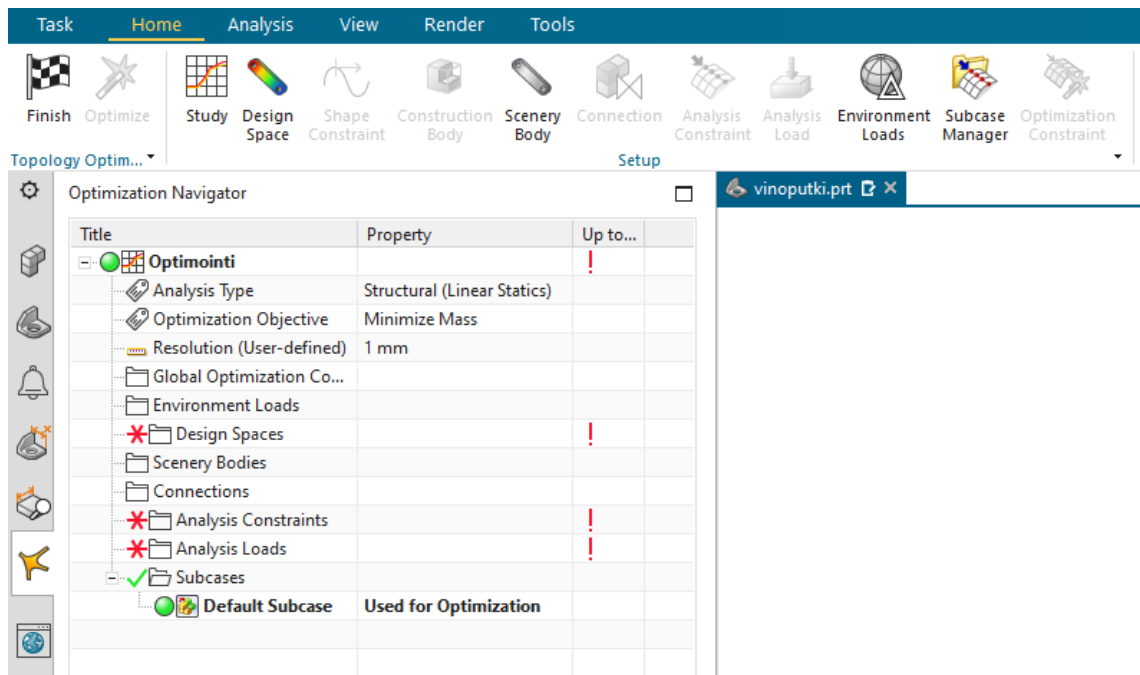 Task Home Analysis View Render Tools
Finish Optimize Study Design Space Shape Constraint Construction Body Scenery Body Connection Analysis Constraint Analysis Load Environment Loads Subcase Manager Optimization Constraint
Topology Optim... Setup
Optimization Navigator
vinoputki.prt
Title Property Up to...
Optimointi
Analysis Type Structural (Linear Statics)
Optimization Objective Minimize Mass
Resolution (User-defined) 1 mm
Global Optimization Co...
Environment Loads
Design Spaces
Scenery Bodies
Connections
Analysis Constraints
Analysis Loads
Subcases
Default Subcase Used for Optimization